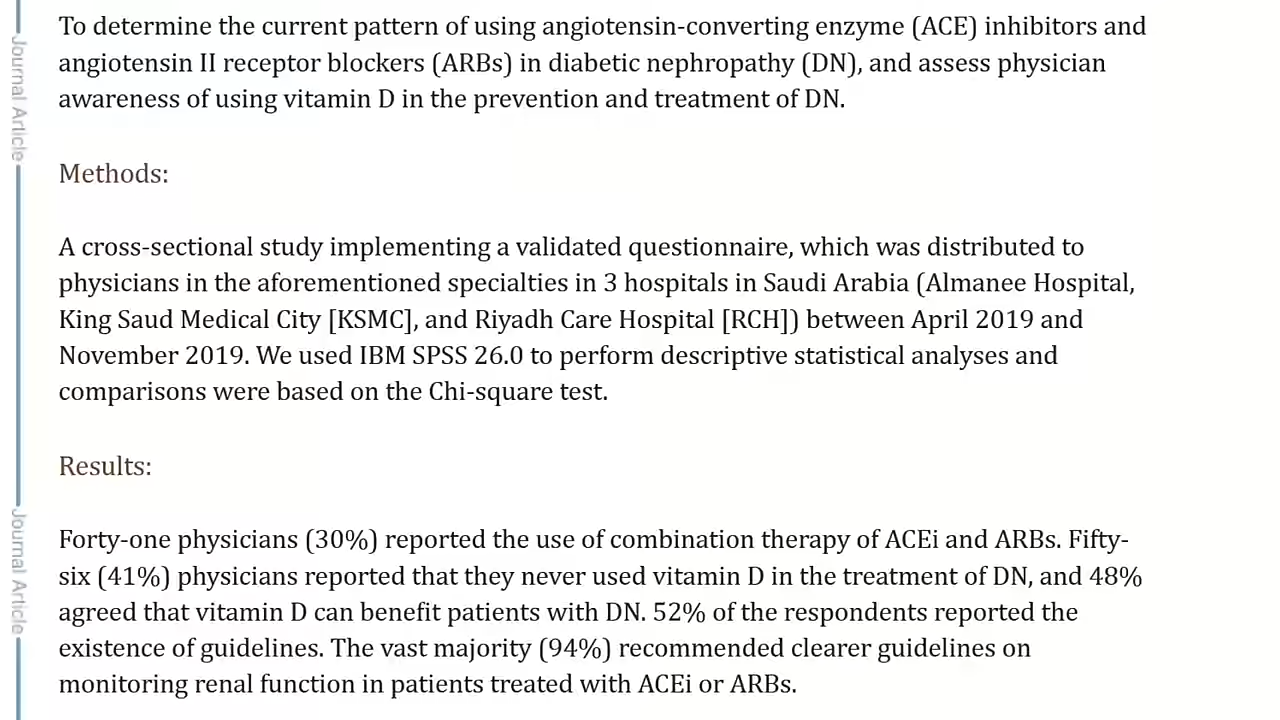 To determine the current pattern of using angiotensin-converting enzyme (ACE) inhibitors and
angiotensin II receptor blockers (ARBs) in diabetic nephropathy (DN), and assess physician
awareness of using vitamin D in the prevention and treatment of DN.
Methods:
A cross-sectional study implementing a validated questionnaire, which was distributed to
physicians in the aforementioned specialties in 3 hospitals in Saudi Arabia (Almanee Hospital,
King Saud Medical City [KSMC], and Riyadh Care Hospital [RCH]) between April 2019 and
November 2019. We used IBM SPSS 26.0 to perform descriptive statistical analyses and
comparisons were based on the Chi-square test.
Results:
Forty-one physicians (30%) reported the use of combination therapy of ACEi and ARBs. Fifty-
six (41%) physicians reported that they never used vitamin D in the treatment of DN, and 48%
agreed that vitamin D can benefit patients with DN. 52% of the respondents reported the
existence of guidelines. The vast majority (94%) recommended clearer guidelines on
monitoring renal function in patients treated with ACEi or ARBs.
Journal Article
Journal Article